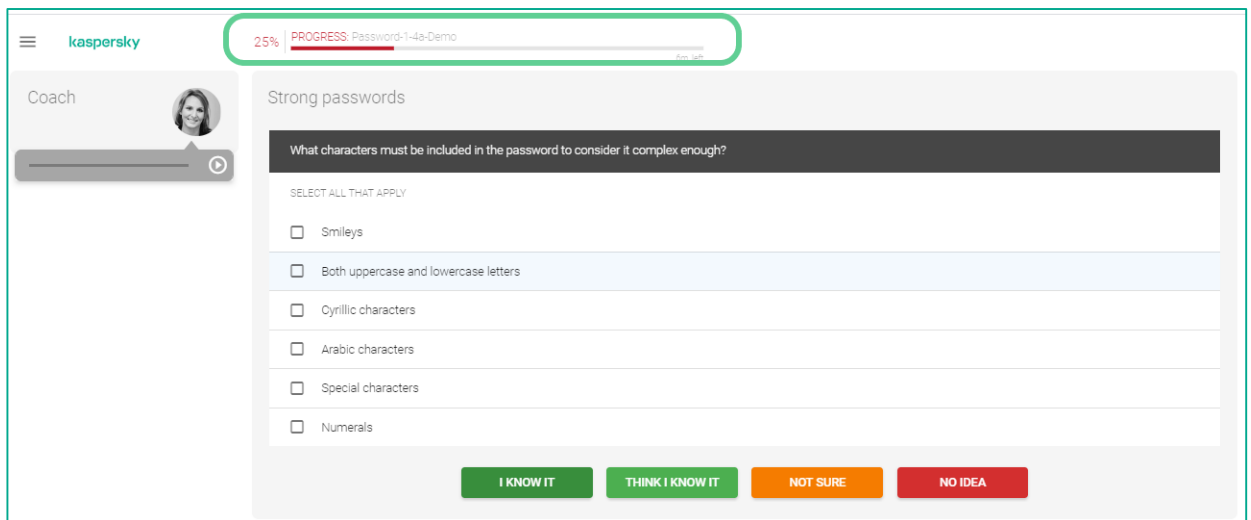 kaspersky
25% PROGRESS: Password-1-4a-Demo
6m left
Coach
Strong passwords
What characters must be included in the password to consider it complex enough?
SELECT ALL THAT APPLY
Smileys
Both uppercase and lowercase letters
Cyrillic characters
Arabic characters
Special characters
Numerals
I KNOW IT
THINK I KNOW IT
NOT SURE
NO IDEA